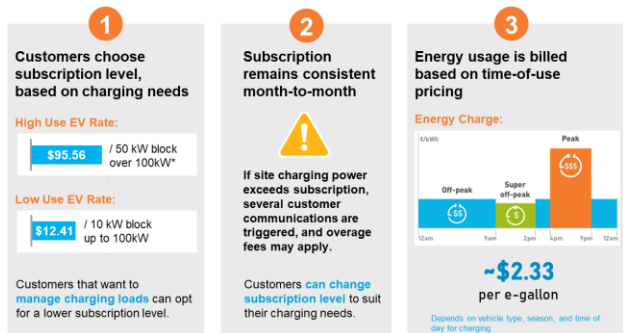 1
Customers choose
subscription level,
based on charging needs
High Use EV Rate:
$95.56
/ 50 kW block
over 100kW*
Low Use EV Rate:
$12.41
/ 10 kW block
up to 100kW
Customers that want to
manage charging loads can opt
for a lower subscription level.
2
Subscription
remains consistent
month-to-month
!
If site charging power
exceeds subscription,
several customer
communications are
triggered, and overage
fees may apply.
Customers can change
subscription level to suit
their charging needs.
3
Energy usage is billed
based on time-of-use
pricing
Energy Charge:
¢/kWh
Peak
$$$
Off-peak
$$
Super
off-peak
$
12am
9am
2pm
4pm
9pm
12am
~$2.33
per e-gallon
Depends on vehicle type, season, and time of
day for charging